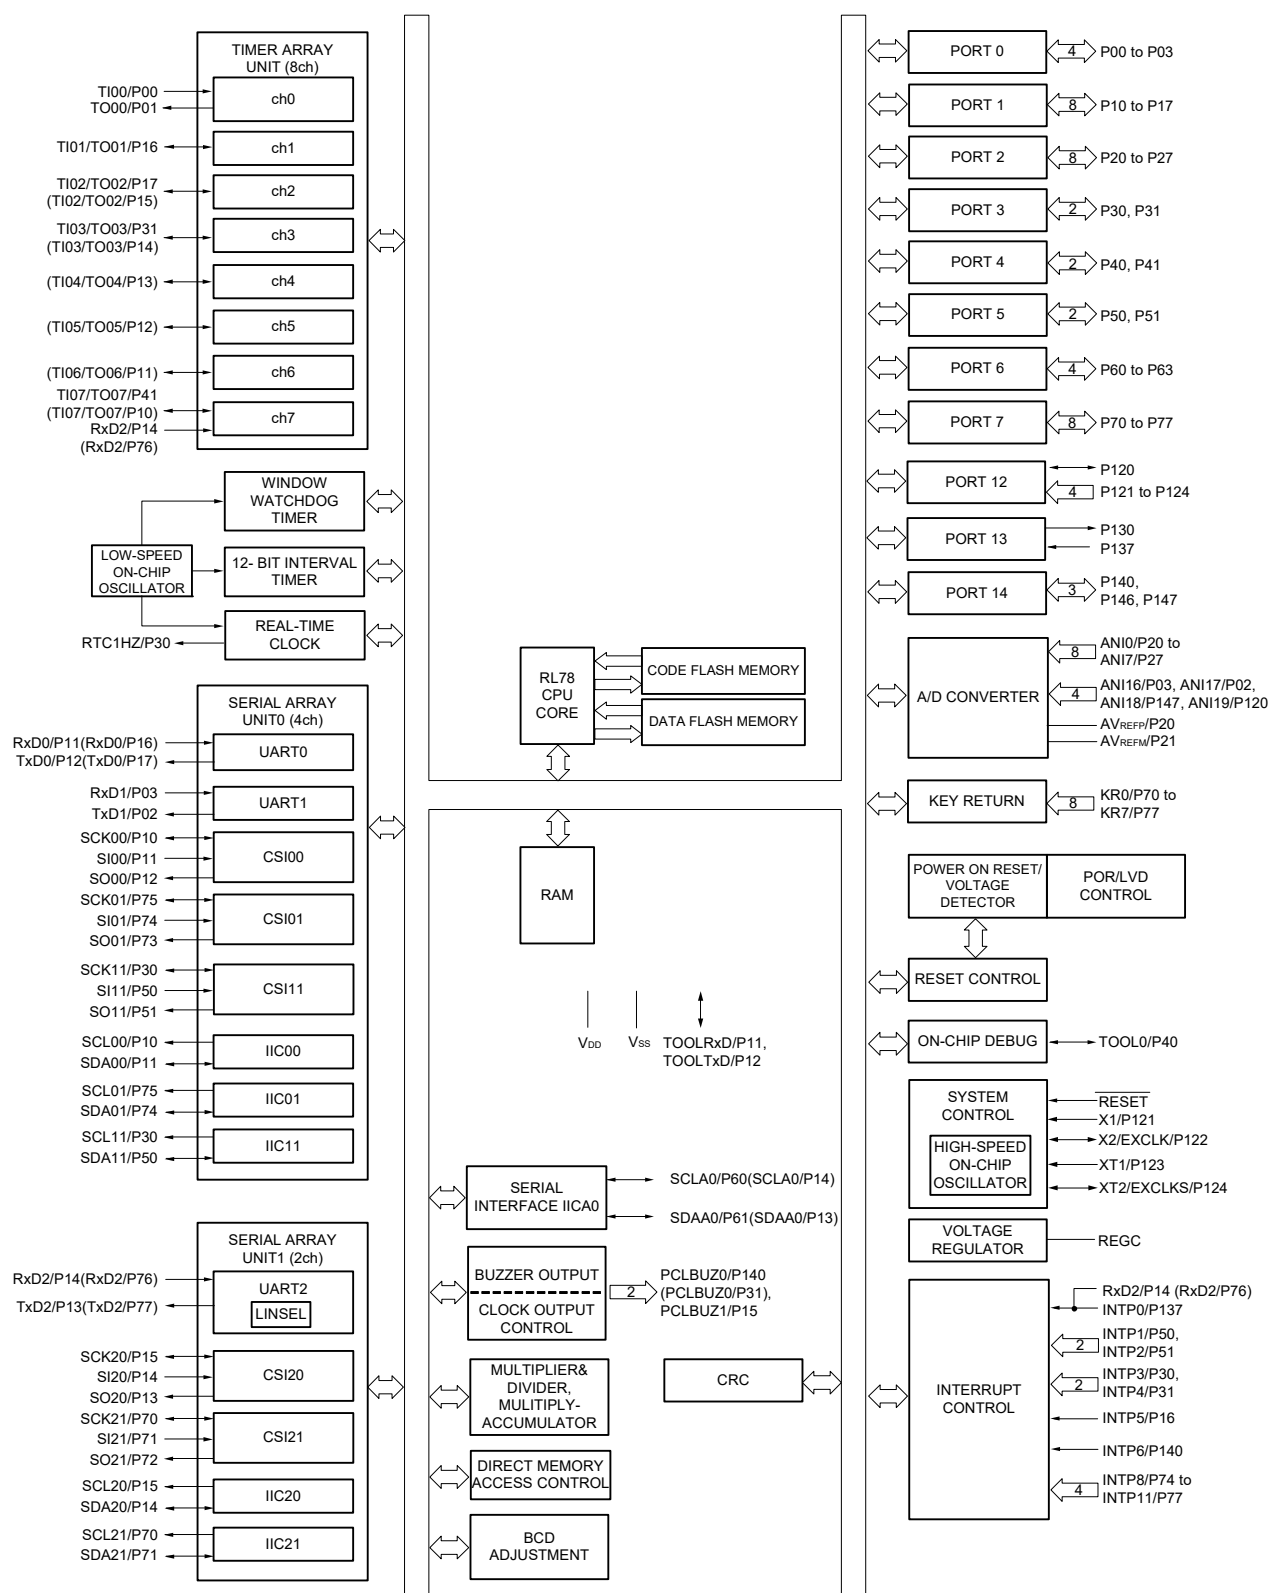 TIMER ARRAY
UNIT (8ch)
TI00/P00
TO00/P01
ch0
TI01/TO01/P16
ch1
TI02/TO02/P17
(TI02/TO02/P15)
ch2
TI03/TO03/P31
(TI03/TO03/P14)
ch3
(TI04/TO04/P13)
ch4
(TI05/TO05/P12)
ch5
(TI06/TO06/P11)
ch6
TI07/TO07/P41
(TI07/TO07/P10)
RxD2/P14
(RxD2/P76)
ch7
WINDOW
WATCHDOG
TIMER
LOW-SPEED
ON-CHIP
OSCILLATOR
12- BIT INTERVAL
TIMER
RTC1HZ/P30
REAL-TIME
CLOCK
SERIAL ARRAY
UNIT0 (4ch)
RxD0/P11(RxD0/P16)
TxD0/P12(TxD0/P17)
UART0
RxD1/P03
TxD1/P02
UART1
SCK00/P10
SI00/P11
SO00/P12
CSI00
SCK01/P75
SI01/P74
SO01/P73
CSI01
SCK11/P30
SI11/P50
SO11/P51
CSI11
SCL00/P10
SDA00/P11
IIC00
SCL01/P75
SDA01/P74
IIC01
SCL11/P30
SDA11/P50
IIC11
SERIAL ARRAY
UNIT1 (2ch)
RxD2/P14(RxD2/P76)
TxD2/P13(TxD2/P77)
UART2
LINSEL
SCK20/P15
SI20/P14
SO20/P13
CSI20
SCK21/P70
SI21/P71
SO21/P72
CSI21
SCL20/P15
SDA20/P14
IIC20
SCL21/P70
SDA21/P71
IIC21
RL78
CPU
CORE
CODE FLASH MEMORY
DATA FLASH MEMORY
RAM
VDD
VSS
TOOLRxD/P11,
TOOLTxD/P12
SERIAL
INTERFACE IICA0
SCLA0/P60(SCLA0/P14)
SDAA0/P61(SDAA0/P13)
BUZZER OUTPUT
CLOCK OUTPUT
CONTROL
2
PCLBUZ0/P140
(PCLBUZ0/P31),
PCLBUZ1/P15
MULTIPLIER&
DIVIDER,
MULITIPLY-
ACCUMULATOR
CRC
DIRECT MEMORY
ACCESS CONTROL
BCD
ADJUSTMENT
PORT 0
4
P00 to P03
PORT 1
8
P10 to P17
PORT 2
8
P20 to P27
PORT 3
2
P30, P31
PORT 4
2
P40, P41
PORT 5
2
P50, P51
PORT 6
4
P60 to P63
PORT 7
8
P70 to P77
PORT 12
P120
4
P121 to P124
PORT 13
P130
P137
PORT 14
3
P140,
P146, P147
A/D CONVERTER
8
ANI0/P20 to
ANI7/P27
4
ANI16/P03, ANI17/P02,
ANI18/P147, ANI19/P120
AVREFP/P20
AVREFM/P21
KEY RETURN
8
KR0/P70 to
KR7/P77
POWER ON RESET/
VOLTAGE
DETECTOR
POR/LVD
CONTROL
RESET CONTROL
ON-CHIP DEBUG
TOOL0/P40
SYSTEM
CONTROL
HIGH-SPEED
ON-CHIP
OSCILLATOR
RESET
X1/P121
X2/EXCLK/P122
XT1/P123
XT2/EXCLKS/P124
VOLTAGE
REGULATOR
REGC
INTERRUPT
CONTROL
RxD2/P14 (RxD2/P76)
INTP0/P137
2
INTP1/P50,
INTP2/P51
2
INTP3/P30,
INTP4/P31
INTP5/P16
INTP6/P140
4
INTP8/P74 to
INTP11/P77